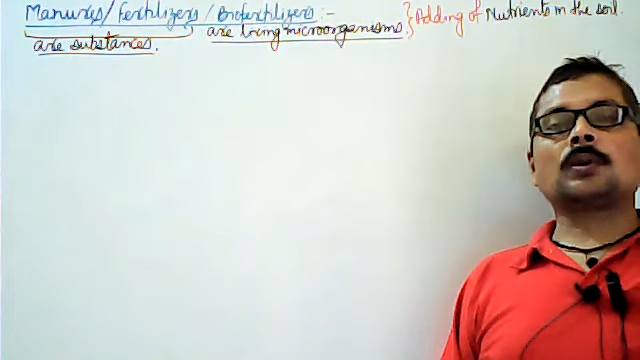 Manures/Fertilizers/Biofertilizers:- } Adding of Nutrients in the soil.
are substances. are living microorganisms.